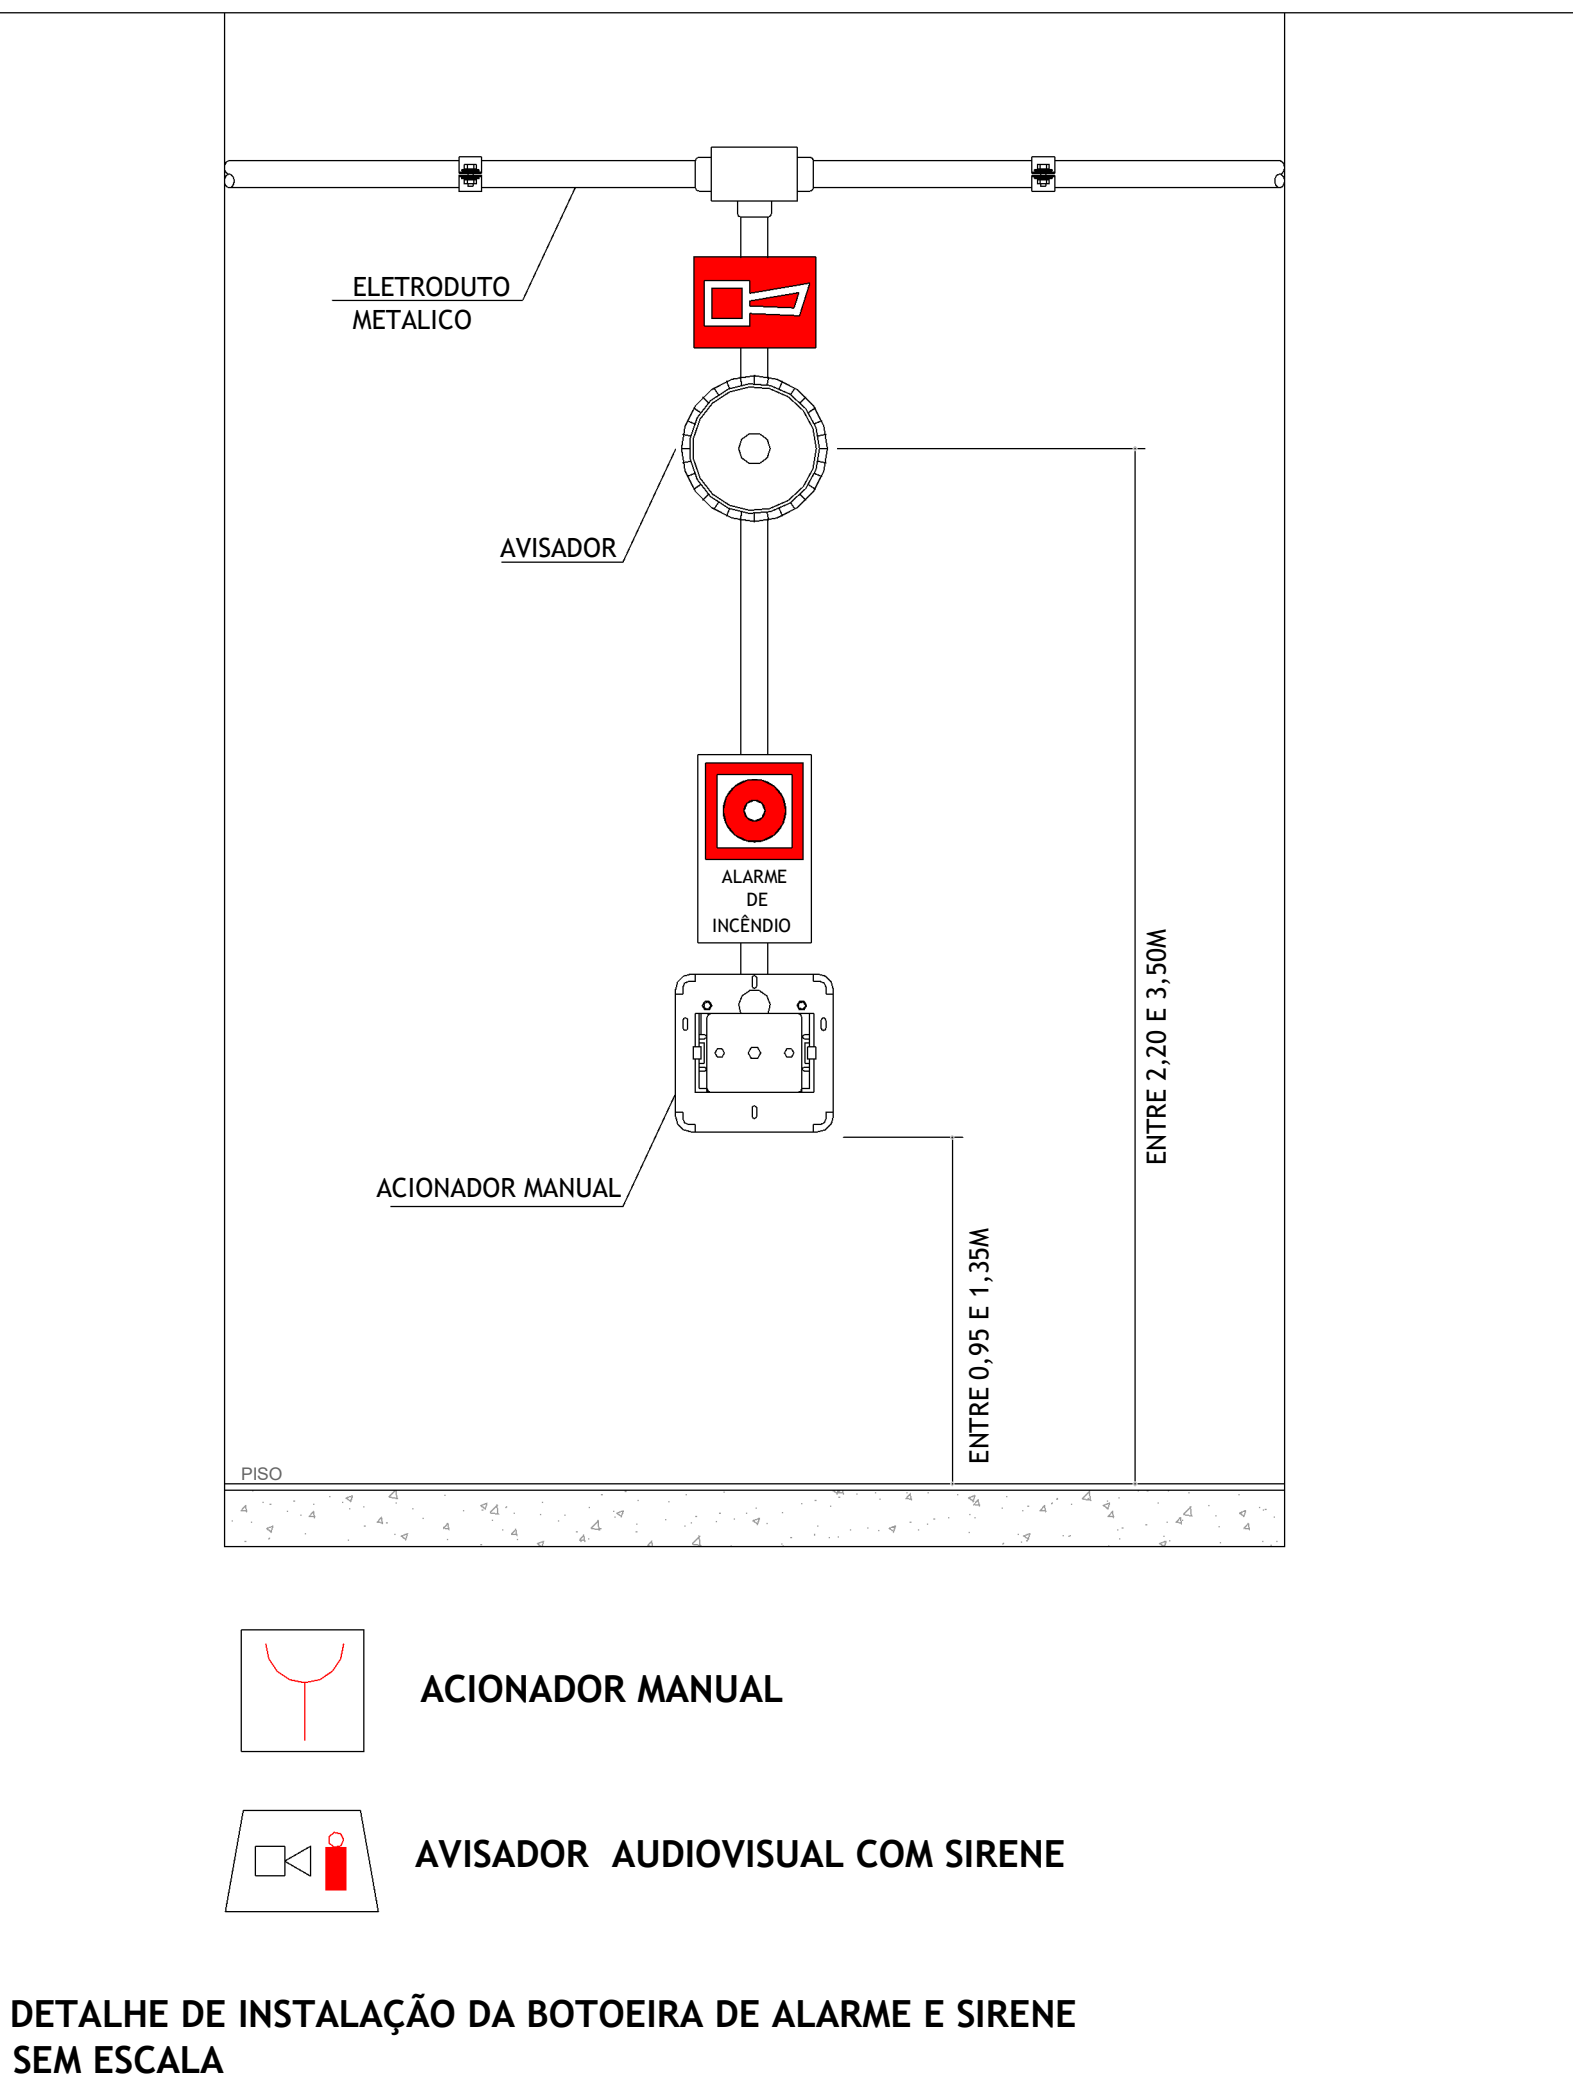 ELETRODUTO
METALICO
AVISADOR
ALARME
DE
INCÊNDIO
ENTRE 2,20 E 3,50M
ACIONADOR MANUAL
ENTRE 0,95 E 1,35M
PISO
ACIONADOR MANUAL
AVISADOR AUDIOVISUAL COM SIRENE
DETALHE DE INSTALAÇÃO DA BOTOEIRA DE ALARME E SIRENE
SEM ESCALA